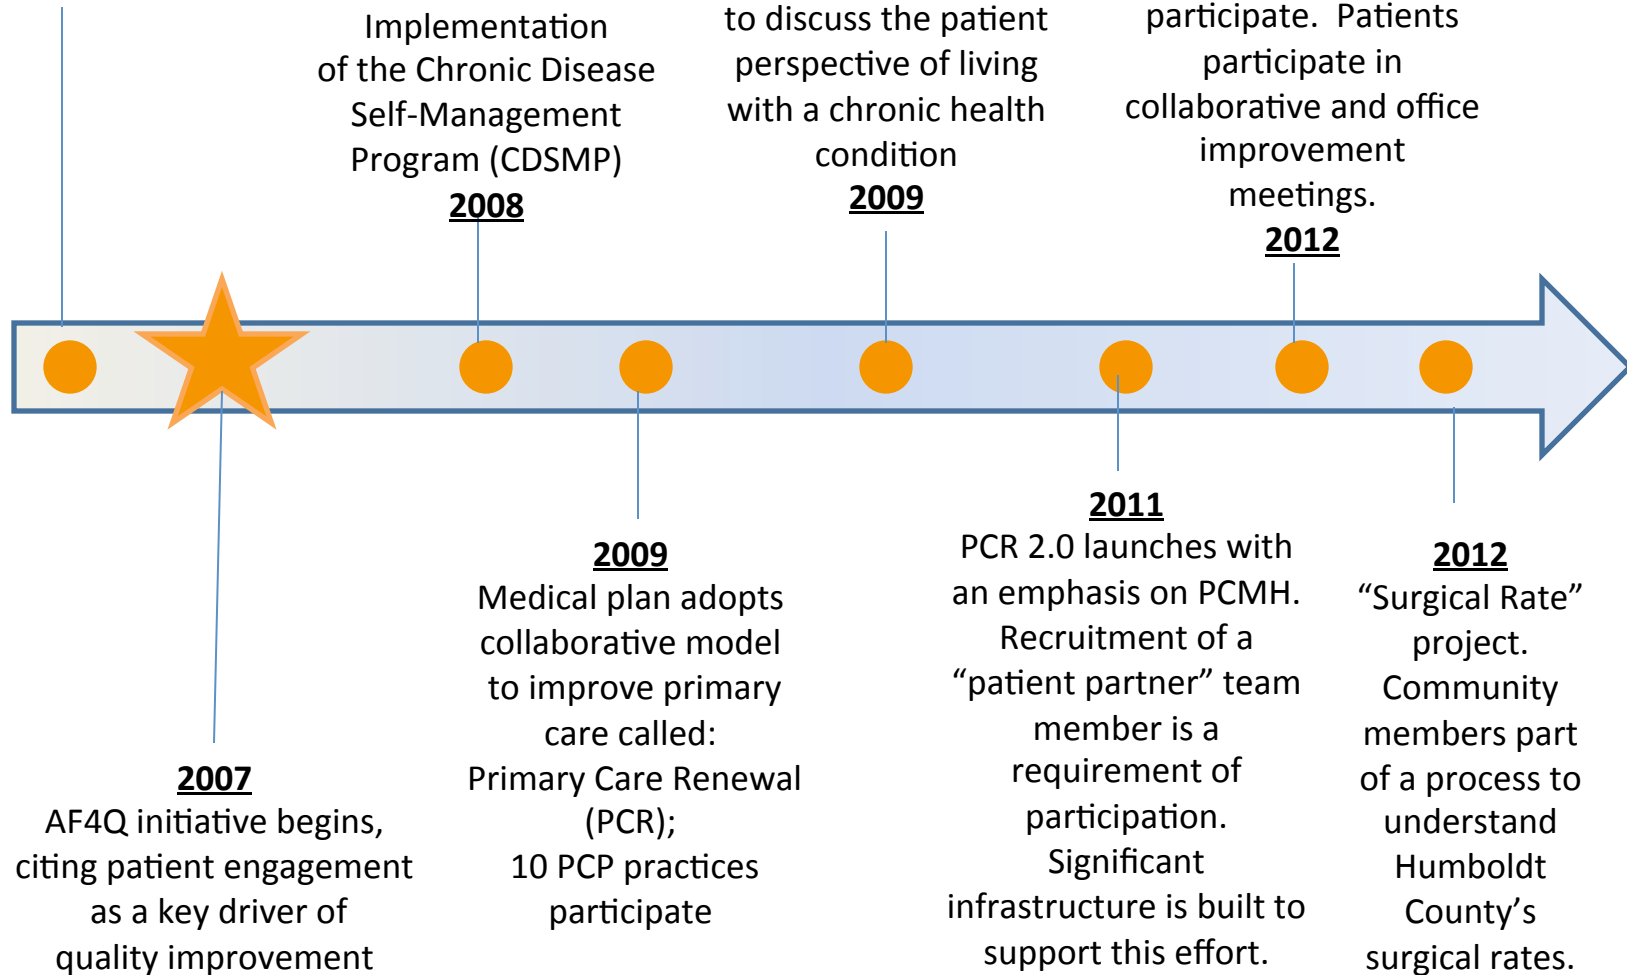 Implementation
of the Chronic Disease
Self-Management
Program (CDSMP)
2008
to discuss the patient
perspective of living
with a chronic health
condition
2009
participate. Patients
participate in
collaborative and office
improvement
meetings.
2012
2007
AF4Q initiative begins,
citing patient engagement
as a key driver of
quality improvement
2009
Medical plan adopts
collaborative model
to improve primary
care called:
Primary Care Renewal
(PCR);
10 PCP practices
participate
2011
PCR 2.0 launches with
an emphasis on PCMH.
Recruitment of a
“patient partner” team
member is a
requirement of
participation.
Significant
infrastructure is built to
support this effort.
2012
“Surgical Rate”
project.
Community
members part
of a process to
understand
Humboldt
County’s
surgical rates.